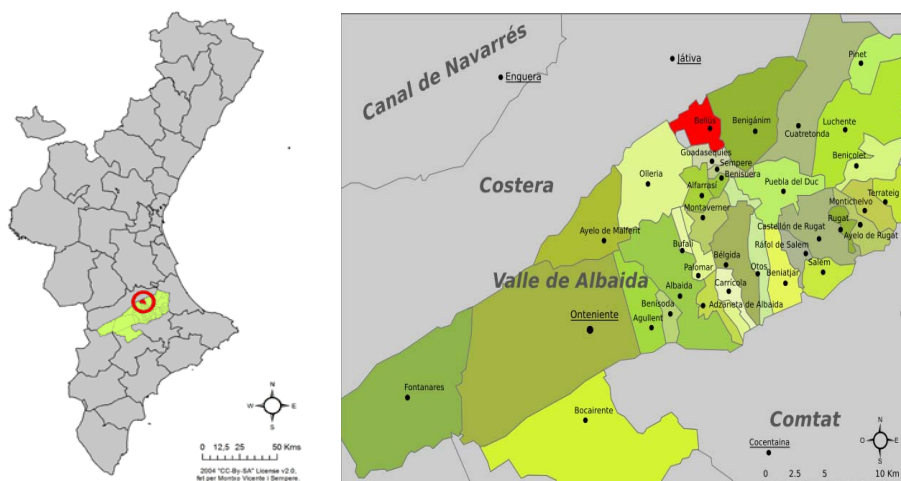 N
W
E
S
0 12,5 25 50 Kms
2004 "CC-By-SA" License v2.0,
fet per Montxo Vicente i Sempere.
Canal de Navarrés
Enguera
Játiva
Pinet
Bellús
Benigánim
Cuatretonda
Luchente
Guadasequies
Sempere
Benisuera
Benicolet
Costera
Olleria
Alfarrasí
Puebla del Duc
Terrateig
Montaverner
Montichelvo
Castellón de Rugat
Rugat
Ayelo de Rugat
Ayelo de Malferit
Bufali
Bélgida
Ráfol de Salem
Palomar
Otos
Beniatjar
Salem
Valle de Albaida
Albaida
Carrícola
Benisoda
Adzaneta de Albaida
Onteniente
Agullent
Fontanares
Bocairente
Comtat
Cocentaina
N
O
E
S
0 2.5 5 10 Km